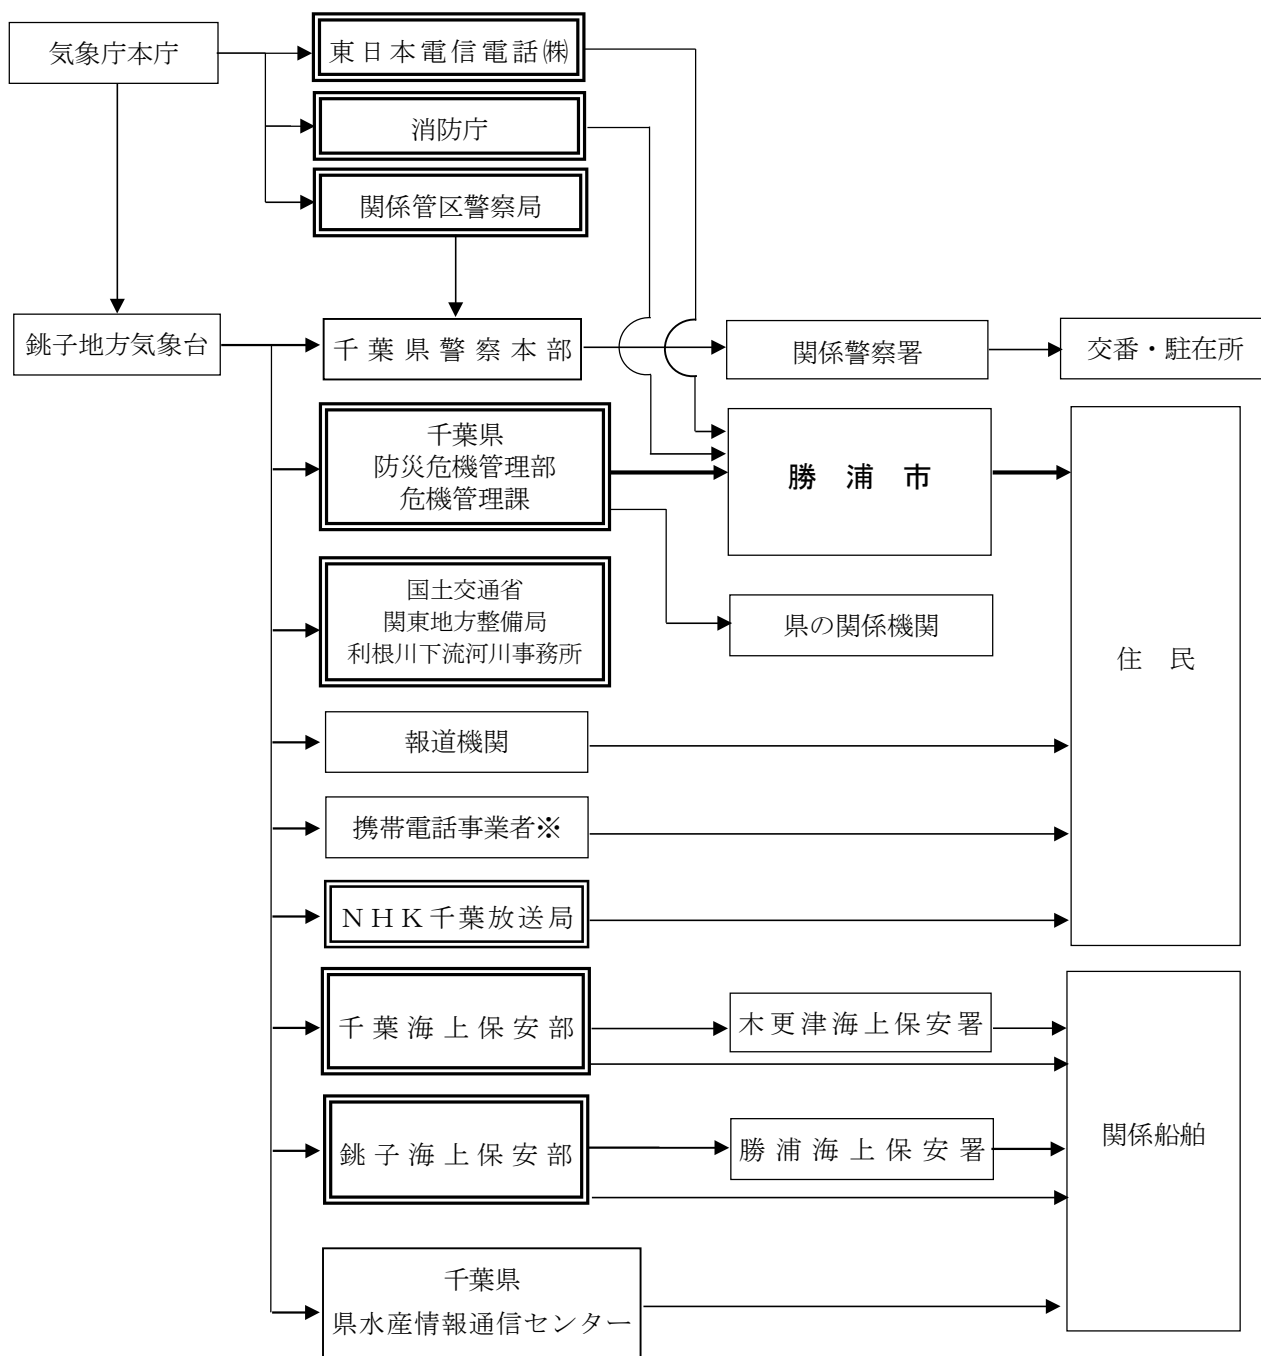 気象庁本庁
東日本電信電話㈱
消防庁
関係管区警察局
銚子地方気象台
千葉県警察本部
関係警察署
交番・駐在所
千葉県
防災危機管理部
危機管理課
勝 浦 市
国土交通省
関東地方整備局
利根川下流河川事務所
県の関係機関
住 民
報道機関
携帯電話事業者※
ＮＨＫ千葉放送局
千葉海上保安部
木更津海上保安署
銚子海上保安部
勝浦海上保安署
関係船舶
千葉県
県水産情報通信センター